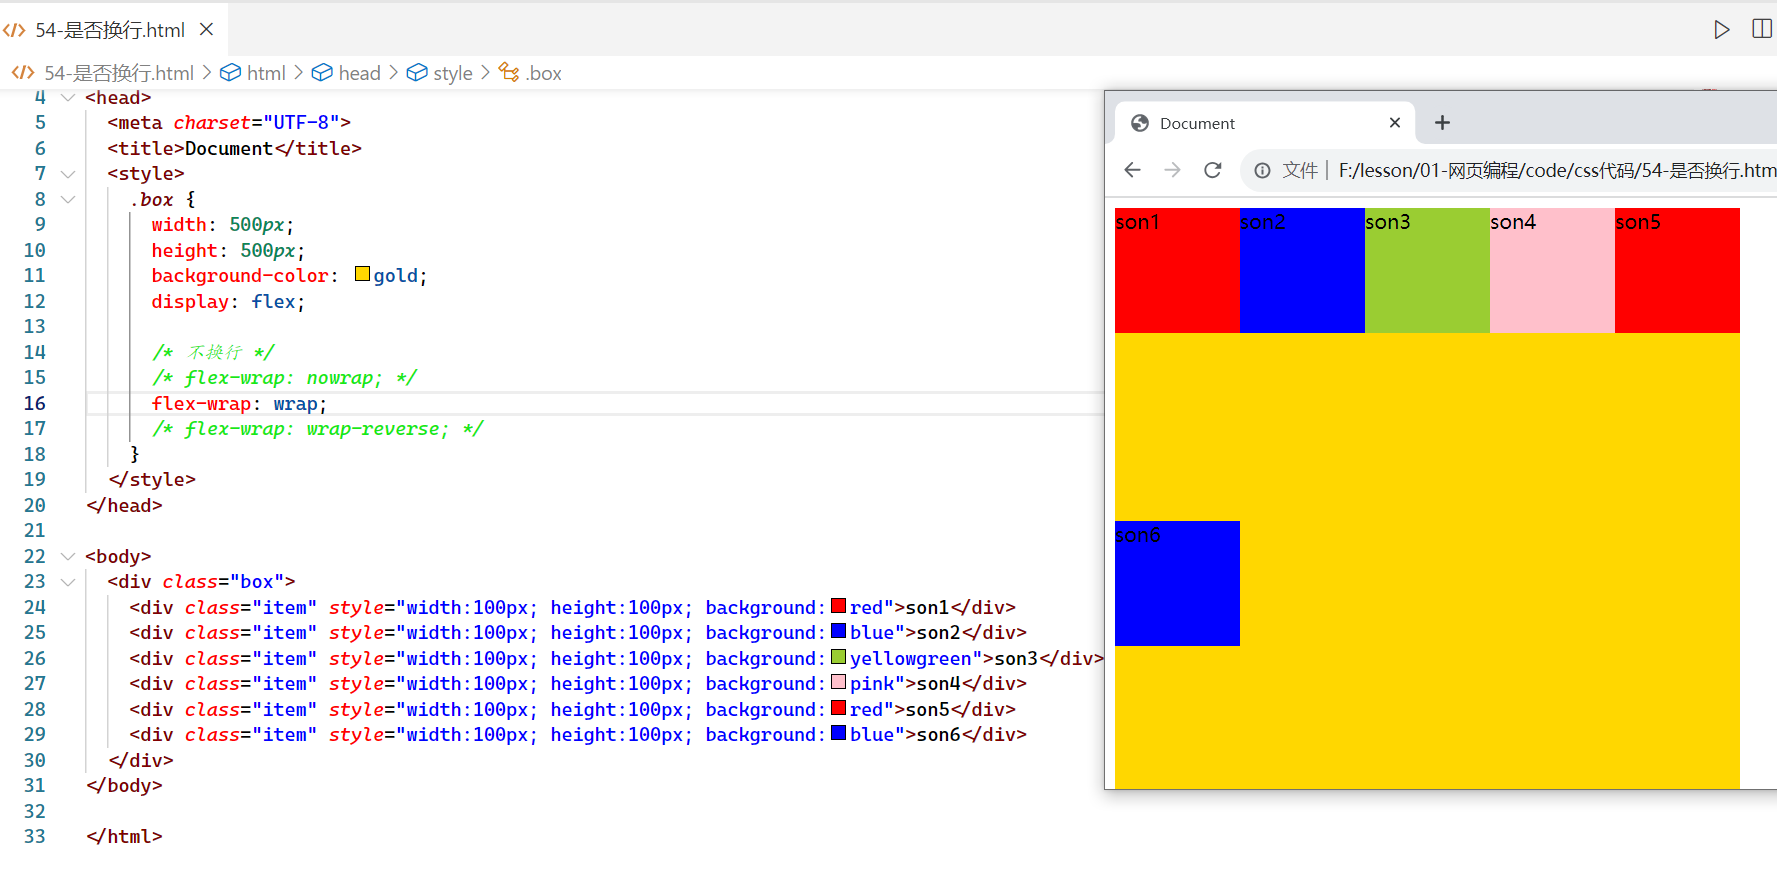 54-是否换行.html
54-是否换行.html > html > head > style > .box
4 <head>
5 <meta charset="UTF-8">
6 <title>Document</title>
7 <style>
8 .box {
9 width: 500px;
10 height: 500px;
11 background-color: gold;
12 display: flex;
13
14 /* 不换行 */
15 /* flex-wrap: nowrap; */
16 flex-wrap: wrap;
17 /* flex-wrap: wrap-reverse; */
18 }
19 </style>
20 </head>
21
22 <body>
23 <div class="box">
24 <div class="item" style="width:100px; height:100px; background:red">son1</div>
25 <div class="item" style="width:100px; height:100px; background:blue">son2</div>
26 <div class="item" style="width:100px; height:100px; background:yellowgreen">son3</div>
27 <div class="item" style="width:100px; height:100px; background:pink">son4</div>
28 <div class="item" style="width:100px; height:100px; background:red">son5</div>
29 <div class="item" style="width:100px; height:100px; background:blue">son6</div>
30 </div>
31 </body>
32
33 </html>
Document
文件 | F:/lesson/01-网页编程/code/css代码/54-是否换行.htm
son1 son2 son3 son4 son5
son6